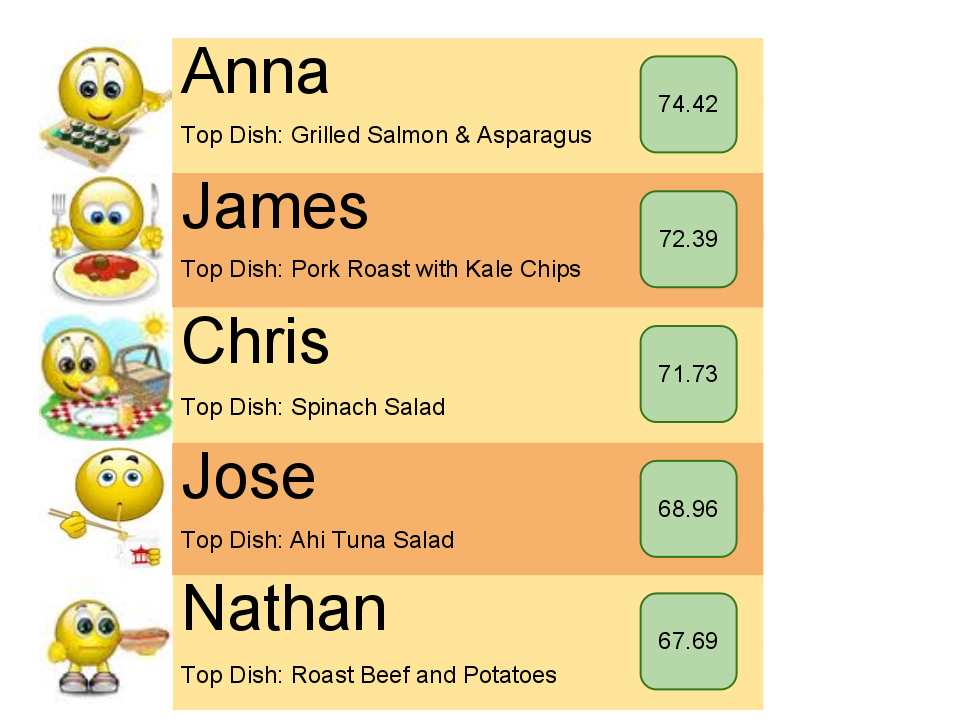 Anna
74.42
Top Dish: Grilled Salmon & Asparagus
James
72.39
Top Dish: Pork Roast with Kale Chips
Chris
71.73
Top Dish: Spinach Salad
Jose
68.96
Top Dish: Ahi Tuna Salad
Nathan
67.69
Top Dish: Roast Beef and Potatoes